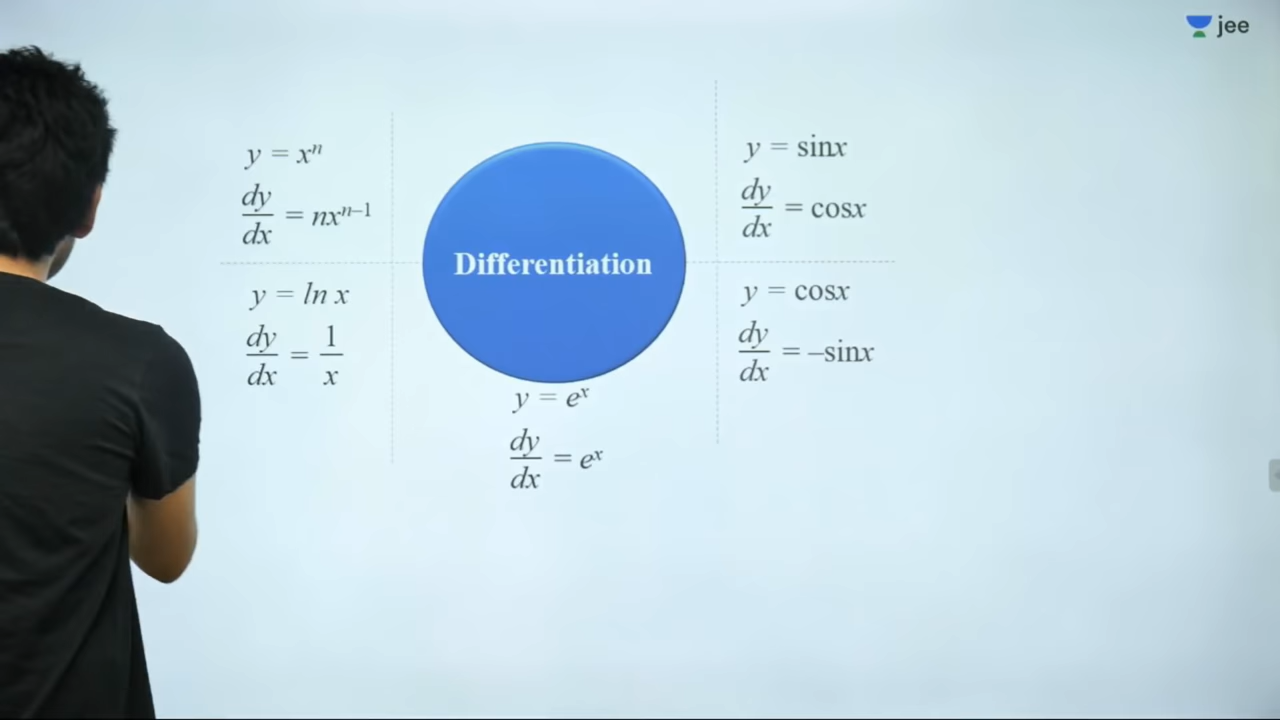 jee
y = xⁿ
dy/dx = nxⁿ⁻¹
y = ln x
dy/dx = 1/x
Differentiation
y = eˣ
dy/dx = eˣ
y = sinx
dy/dx = cosx
y = cosx
dy/dx = –sinx